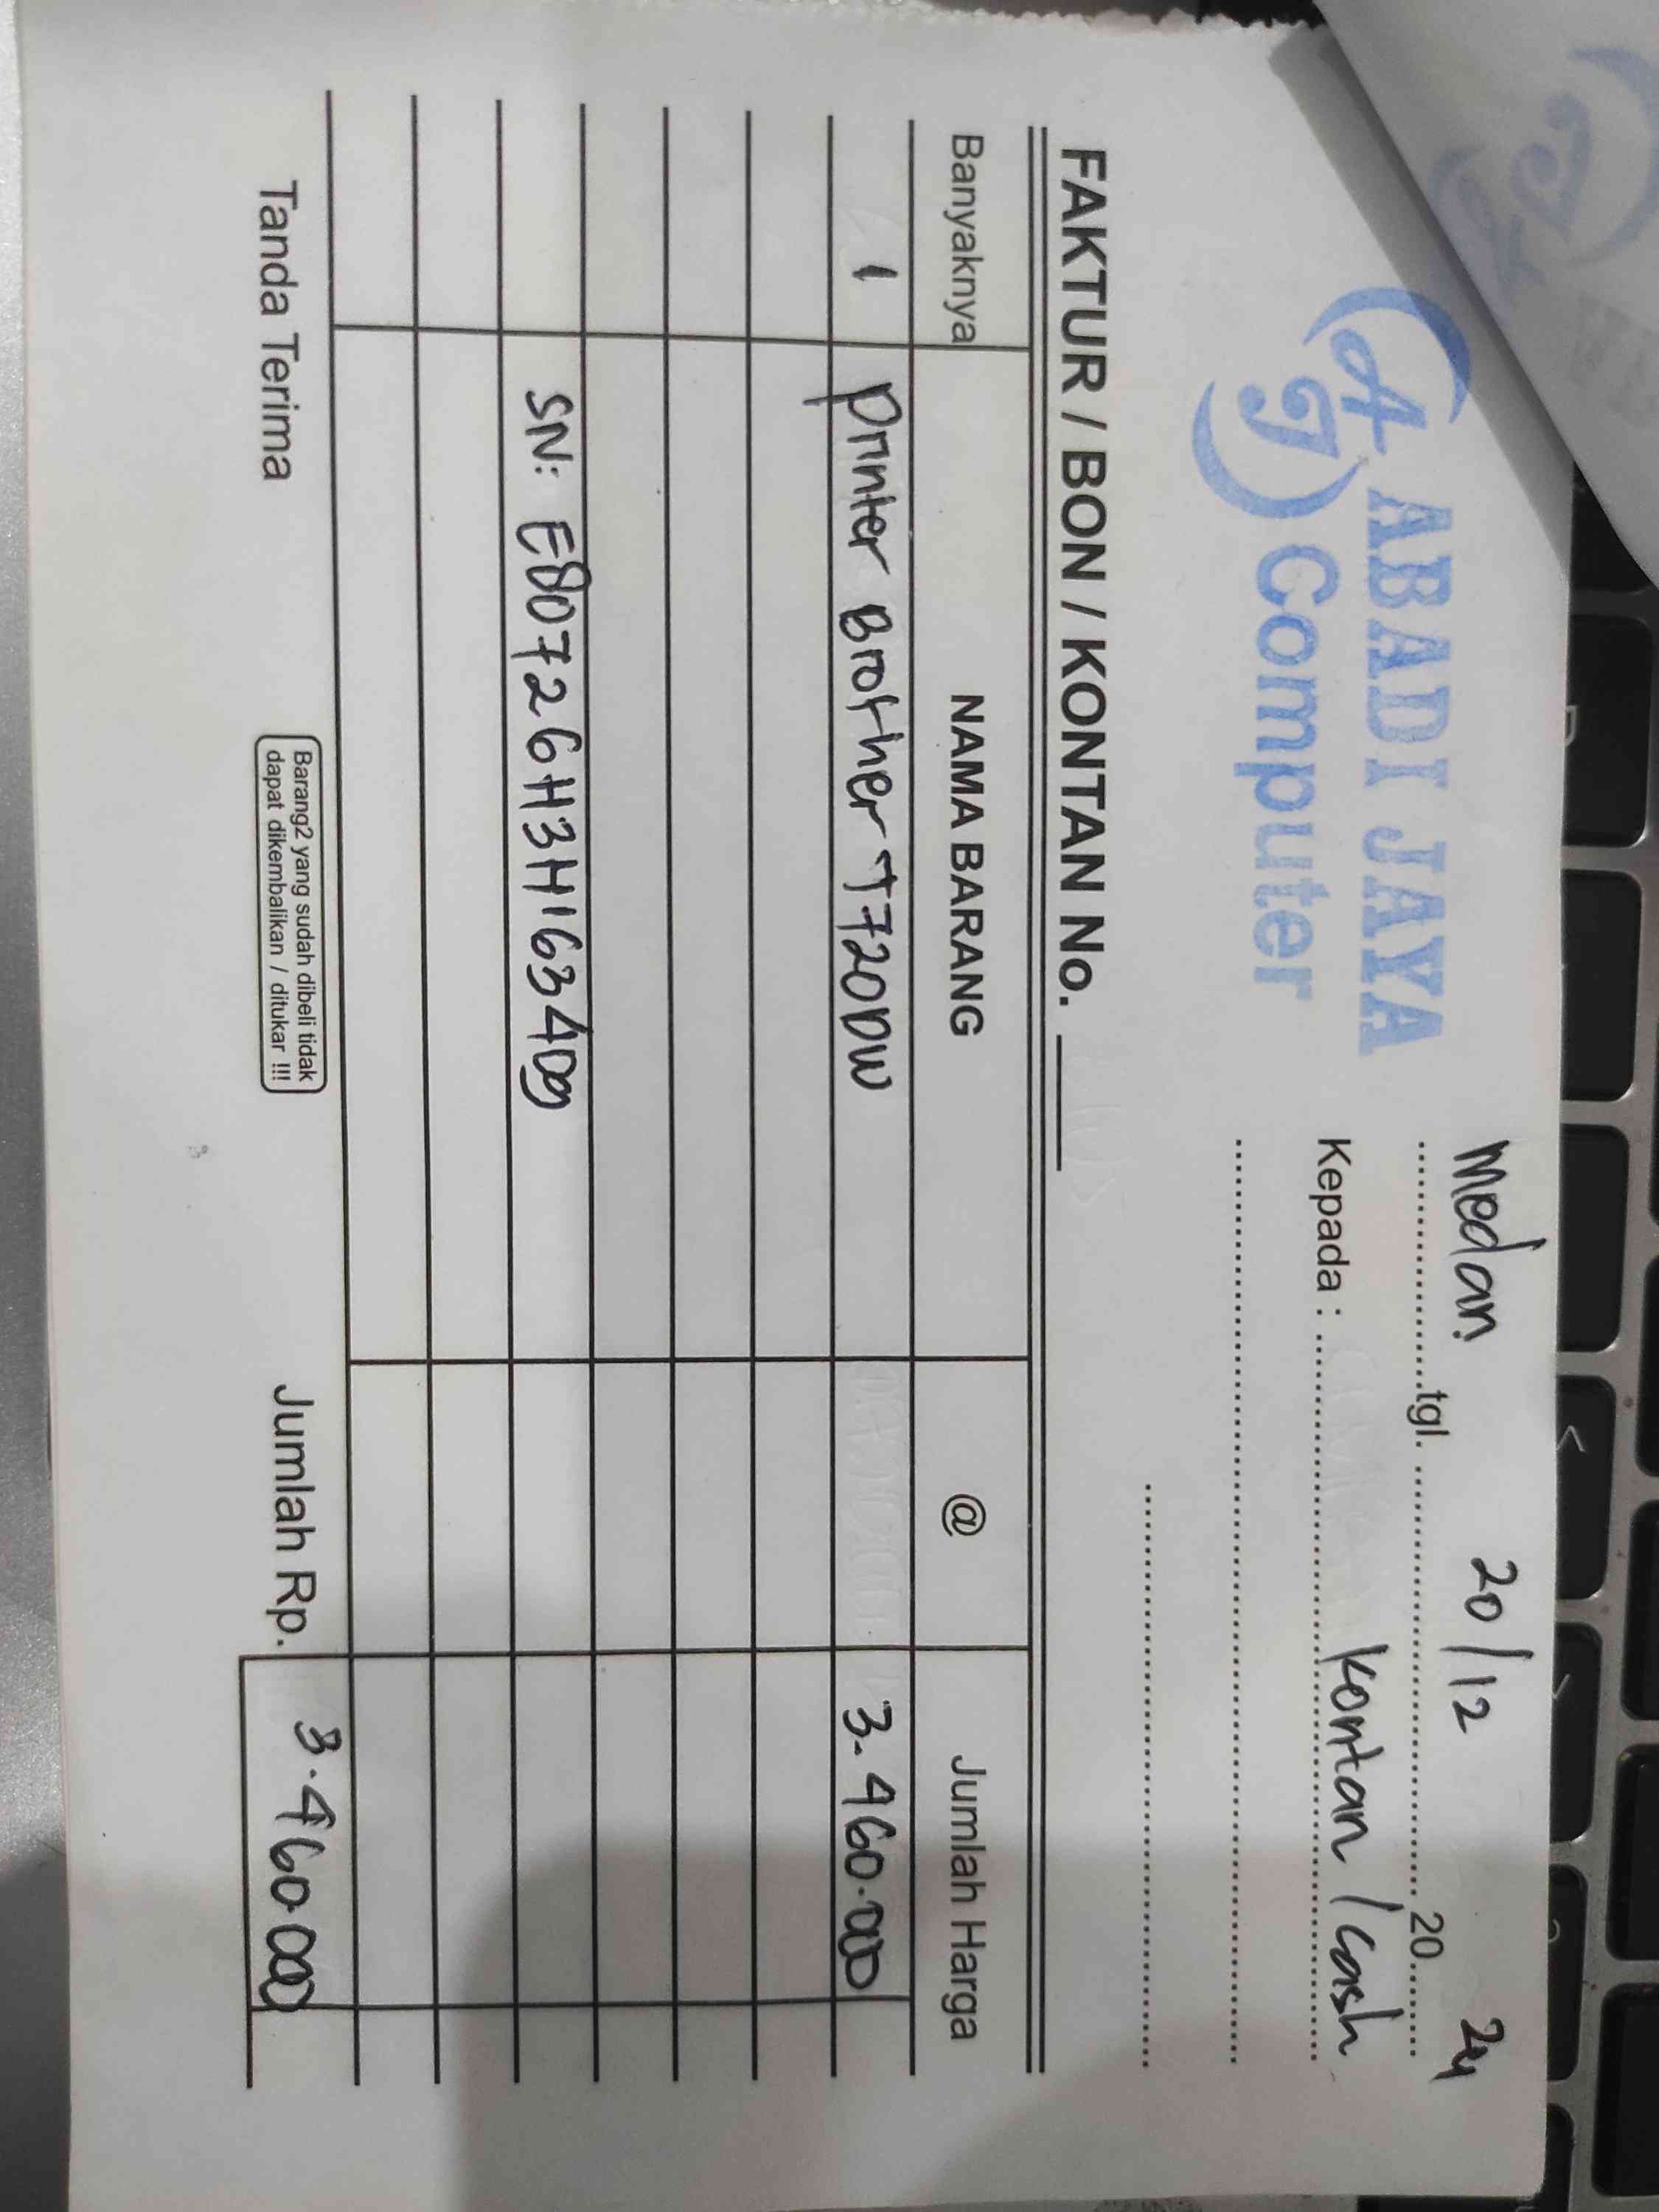 ABADI JAYA
AJ Computer
Medan tgl. 20/12 2024
Kepada : Kontan / Cash
FAKTUR / BON / KONTAN No.
Banyaknya NAMA BARANG @ Jumlah Harga
1 Printer Brother T720DW 3.460.000
SN: E80726H3H163409
Tanda Terima
Barang2 yang sudah dibeli tidak
dapat dikembalikan / ditukar !!!
Jumlah Rp. 3.460.000